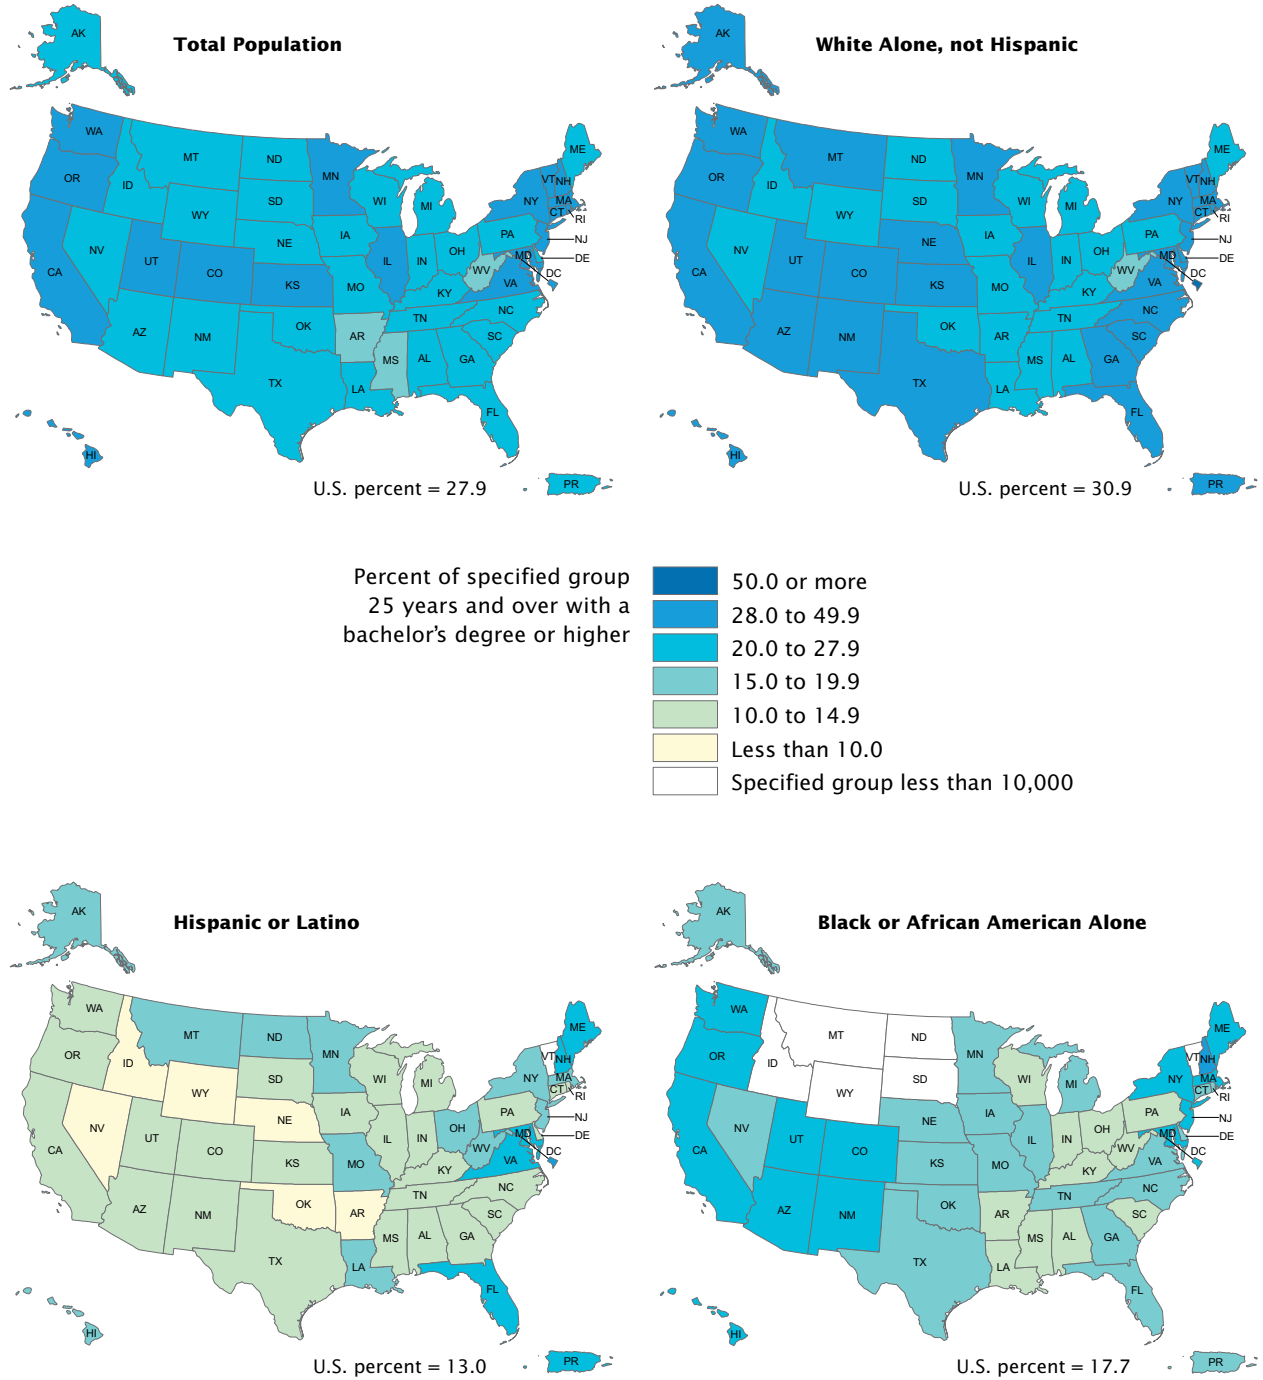 Total Population
AK
WA
MT
ND
MN
ME
OR
ID
WY
SD
WI
MI
NY
VT
NH
MA
CT
RI
NV
UT
CO
NE
IA
IL
IN
OH
PA
NJ
CA
KS
MO
KY
WV
VA
MD
DE
DC
AZ
NM
OK
AR
TN
NC
SC
TX
LA
MS
AL
GA
FL
HI
PR
U.S. percent = 27.9
White Alone, not Hispanic
AK
WA
MT
ND
MN
ME
OR
ID
WY
SD
WI
MI
NY
VT
NH
MA
CT
RI
NV
UT
CO
NE
IA
IL
IN
OH
PA
NJ
CA
KS
MO
KY
WV
VA
MD
DE
DC
AZ
NM
OK
AR
TN
NC
SC
TX
LA
MS
AL
GA
FL
HI
PR
U.S. percent = 30.9
Percent of specified group
25 years and over with a
bachelor's degree or higher
50.0 or more
28.0 to 49.9
20.0 to 27.9
15.0 to 19.9
10.0 to 14.9
Less than 10.0
Specified group less than 10,000
Hispanic or Latino
AK
WA
MT
ND
MN
ME
OR
ID
WY
SD
WI
MI
NY
VT
NH
MA
CT
RI
NV
UT
CO
NE
IA
IL
IN
OH
PA
NJ
CA
KS
MO
KY
WV
VA
MD
DE
DC
AZ
NM
OK
AR
TN
NC
SC
TX
LA
MS
AL
GA
FL
HI
PR
U.S. percent = 13.0
Black or African American Alone
AK
WA
MT
ND
MN
ME
OR
ID
WY
SD
WI
MI
NY
VT
NH
MA
CT
RI
NV
UT
CO
NE
IA
IL
IN
OH
PA
NJ
CA
KS
MO
KY
WV
VA
MD
DE
DC
AZ
NM
OK
AR
TN
NC
SC
TX
LA
MS
AL
GA
FL
HI
PR
U.S. percent = 17.7